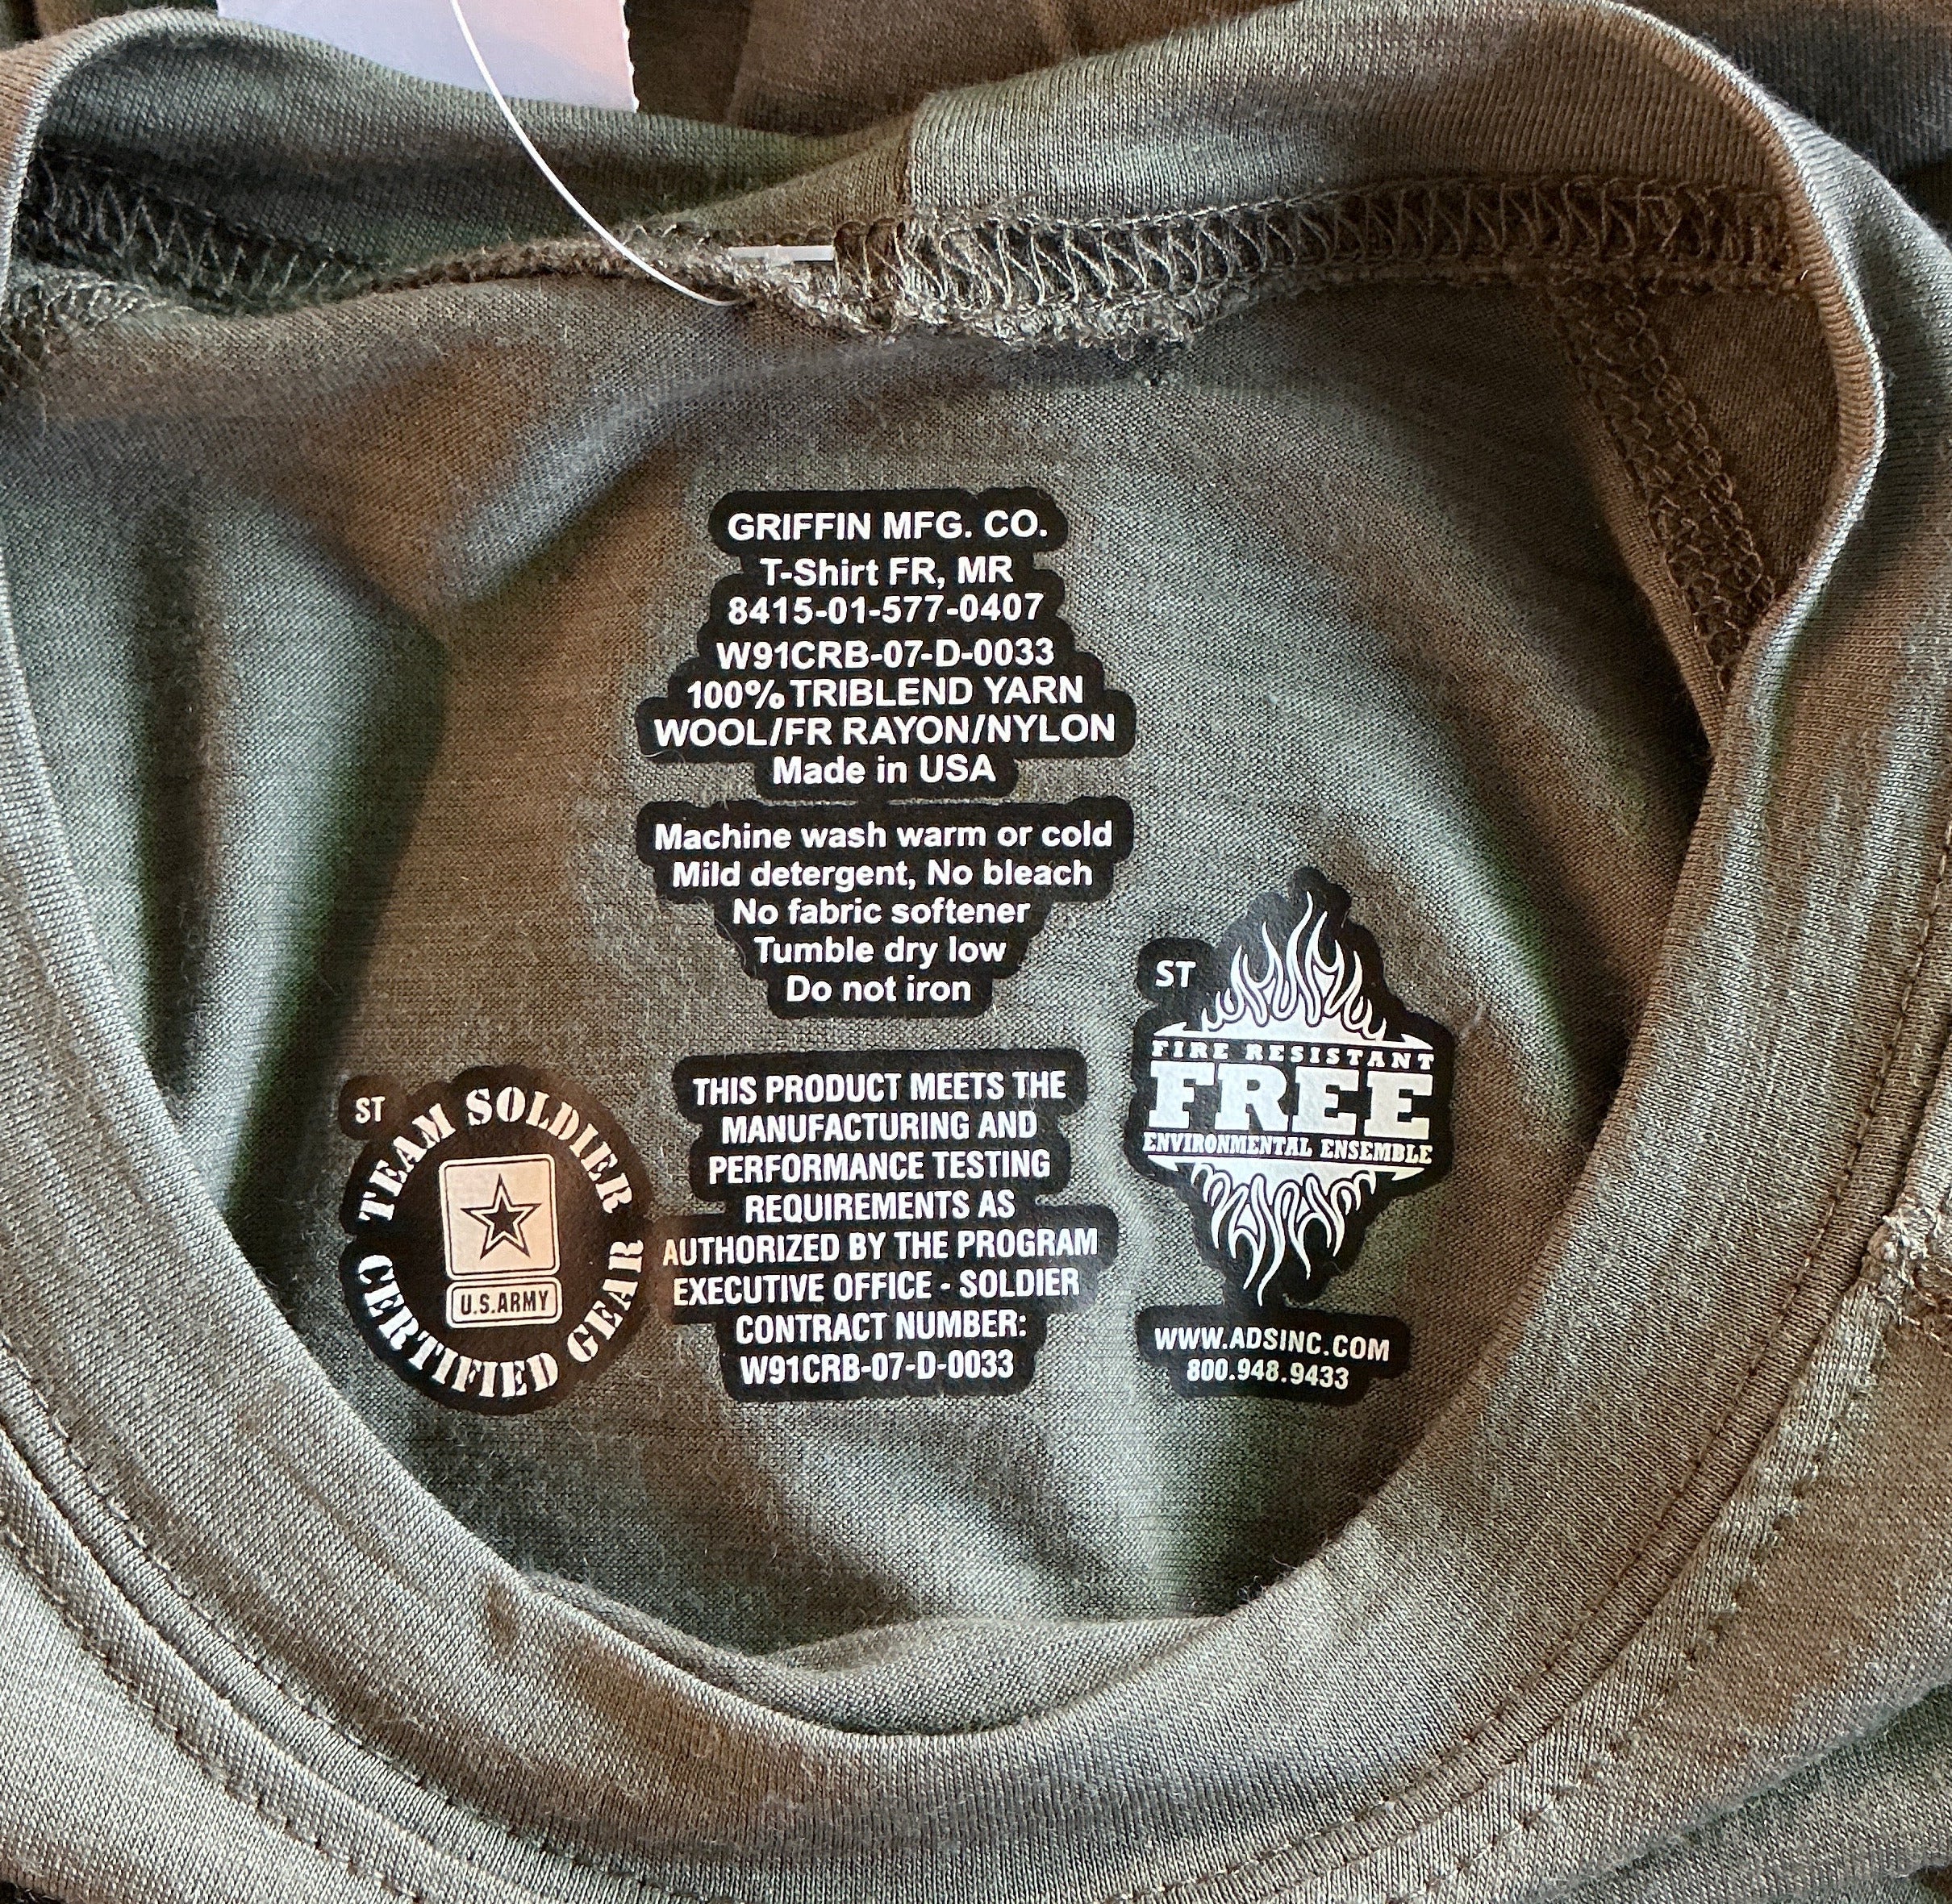 GRIFFIN MFG. CO.
T-Shirt FR, MR
8415-01-577-0407
W91CRB-07-D-0033
100% TRIBLEND YARN
WOOL/FR RAYON/NYLON
Made in USA
Machine wash warm or cold
Mild detergent, No bleach
No fabric softener
Tumble dry low
Do not iron
ST
TEAM SOLDIER
CERTIFIED GEAR
U.S.ARMY
THIS PRODUCT MEETS THE
MANUFACTURING AND
PERFORMANCE TESTING
REQUIREMENTS AS
AUTHORIZED BY THE PROGRAM
EXECUTIVE OFFICE - SOLDIER
CONTRACT NUMBER:
W91CRB-07-D-0033
ST
FIRE RESISTANT
FREE
ENVIRONMENTAL ENSEMBLE
WWW.ADSINC.COM
800.948.9433